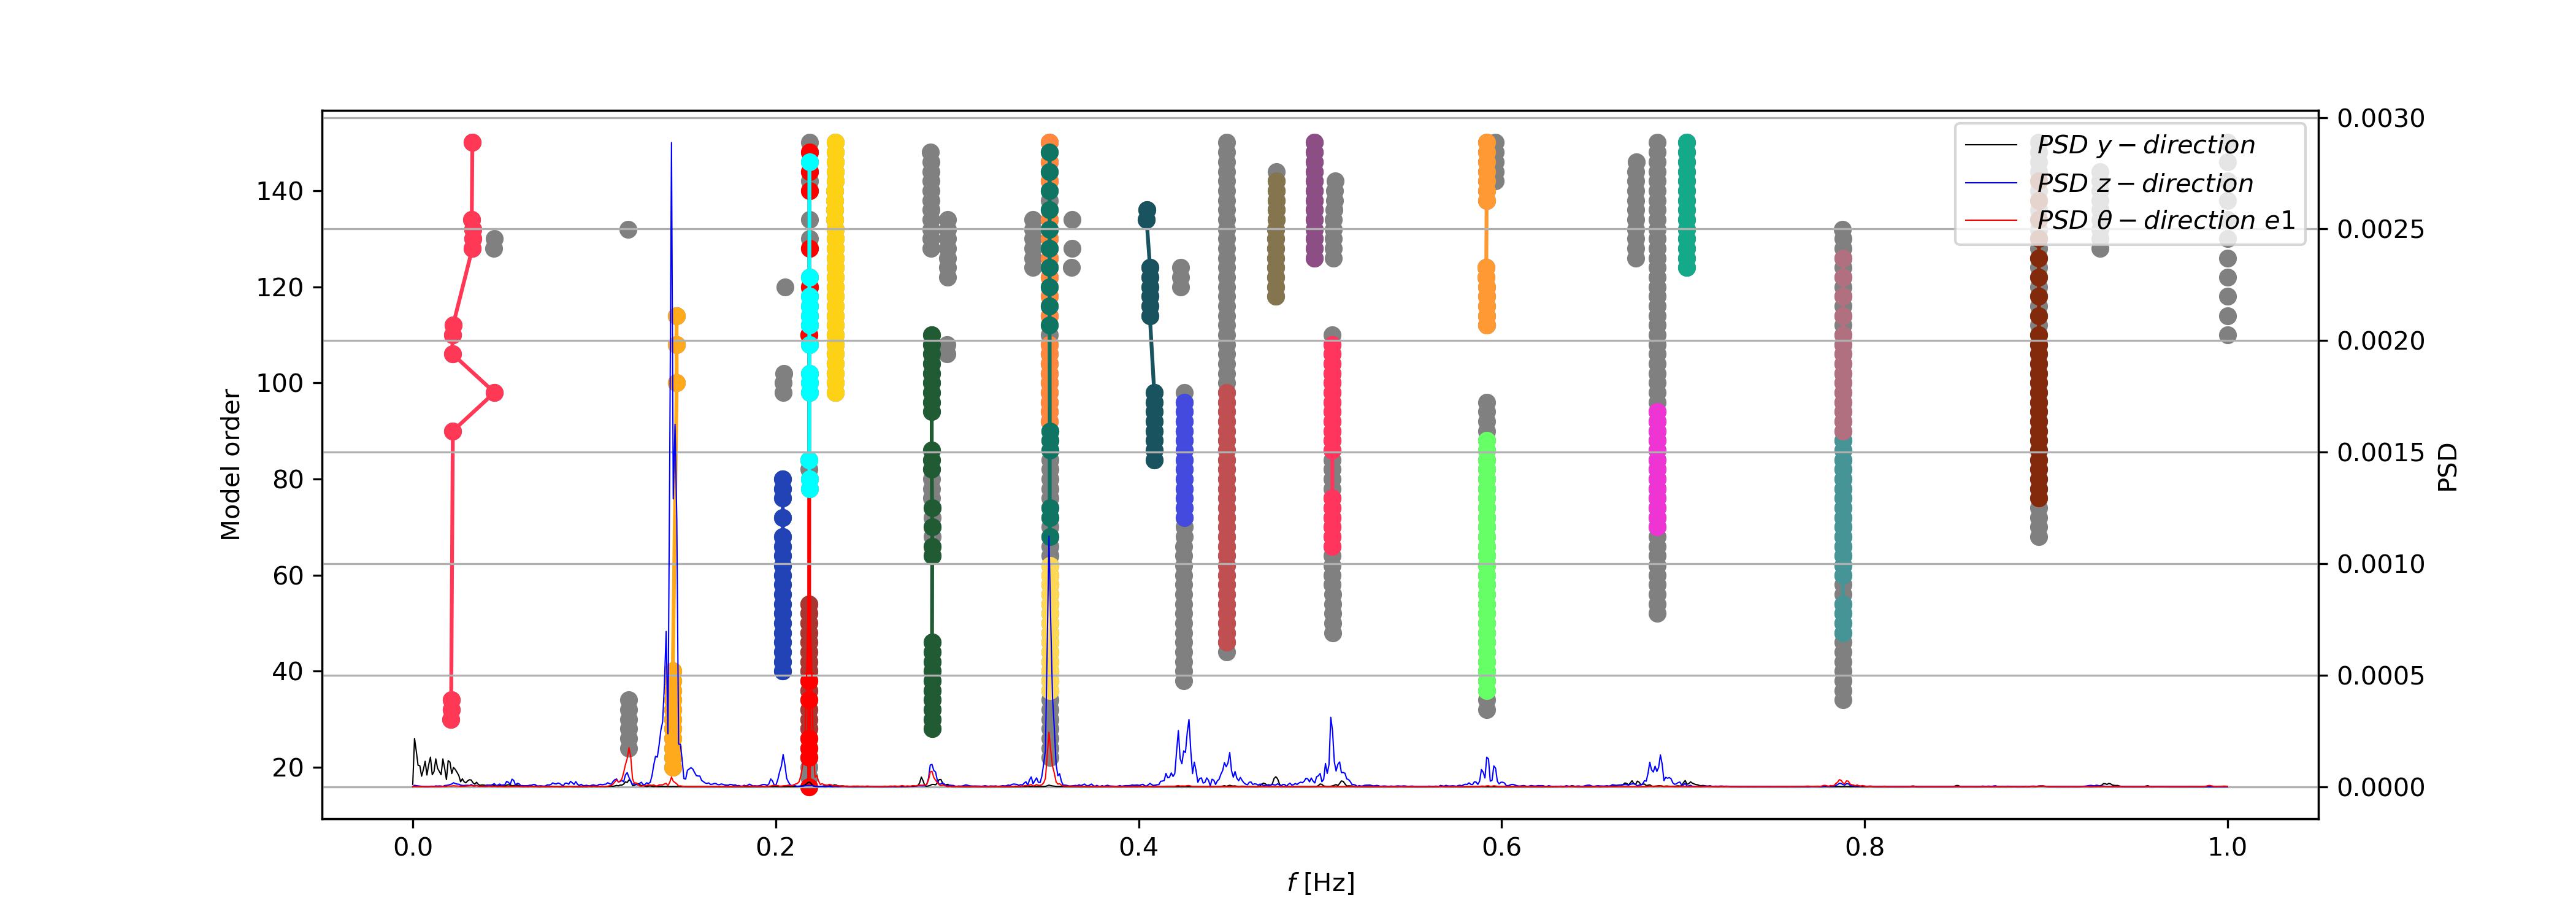 PSD y − direction
PSD z − direction
PSD θ − direction e1
Model order
140
120
100
80
60
40
20
0.0030
0.0025
0.0020
0.0015
0.0010
0.0005
0.0000
PSD
0.0 0.2 0.4 0.6 0.8 1.0
f [Hz]